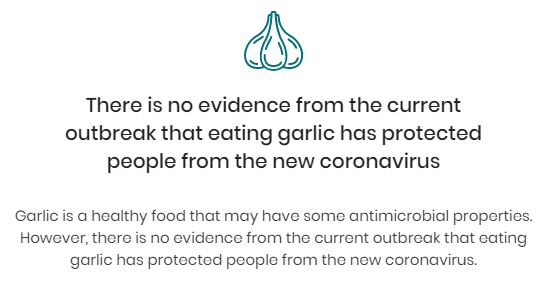 There is no evidence from the current
outbreak that eating garlic has protected
people from the new coronavirus
Garlic is a healthy food that may have some antimicrobial properties.
However, there is no evidence from the current outbreak that eating
garlic has protected people from the new coronavirus.